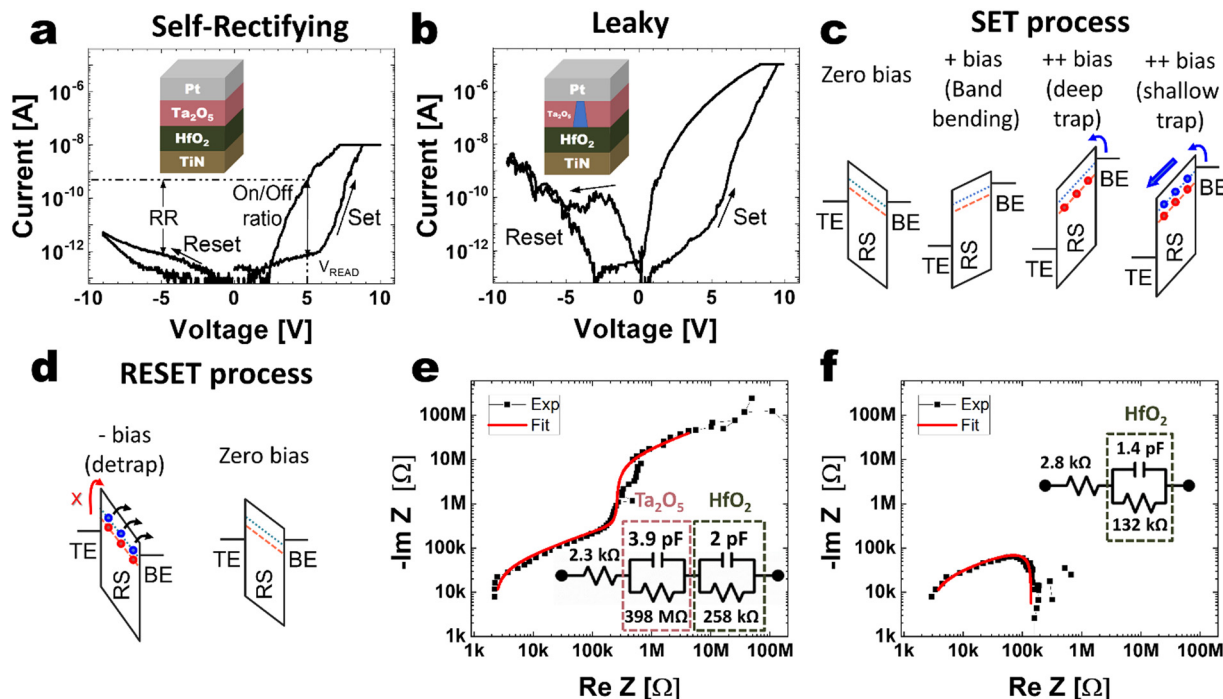 a
Self-Rectifying
Current [A]
10⁻⁶
10⁻⁸
10⁻¹⁰
10⁻¹²
Pt
Ta₂O₅
HfO₂
TiN
On/Off
ratio
RR
Reset
Set
V_READ
-10 -5 0 5 10
Voltage [V]
b
Leaky
Current [A]
10⁻⁶
10⁻⁸
10⁻¹⁰
10⁻¹²
Pt
Ta₂O₅
HfO₂
TiN
Reset
Set
-10 -5 0 5 10
Voltage [V]
c
SET process
Zero bias
+ bias
(Band
bending)
++ bias
(deep
trap)
++ bias
(shallow
trap)
TE
RS
BE
TE
RS
BE
TE
RS
BE
TE
RS
BE
d
RESET process
- bias
(detrap)
Zero bias
X
TE
RS
BE
TE
RS
BE
e
-Im Z [Ω]
100M
10M
1M
100k
10k
1k
Exp
Fit
Ta₂O₅
HfO₂
2.3 kΩ
3.9 pF
2 pF
398 MΩ
258 kΩ
1k 10k 100k 1M 10M 100M
Re Z [Ω]
f
100M
10M
1M
100k
10k
1k
Exp
Fit
HfO₂
2.8 kΩ
1.4 pF
132 kΩ
1k 10k 100k 1M 10M 100M
Re Z [Ω]